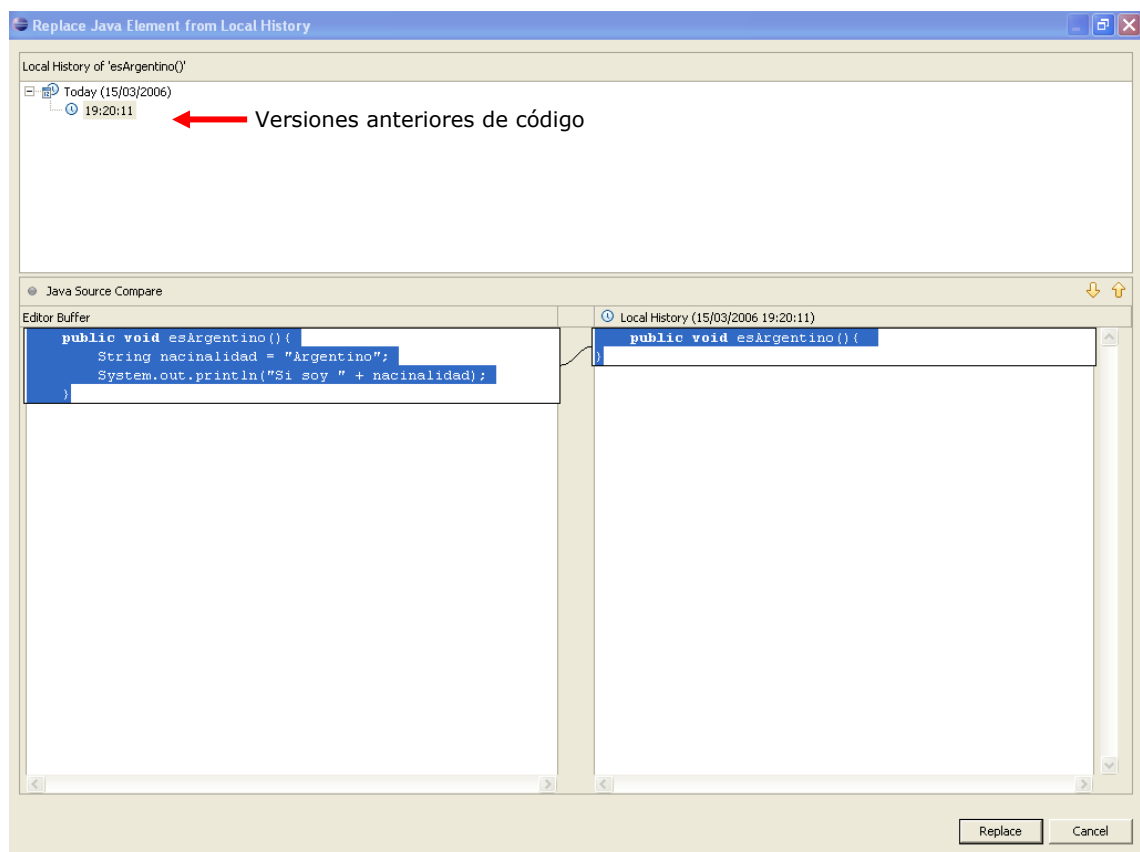 Replace Java Element from Local History
Local History of 'esArgentino()'
Today (15/03/2006)
19:20:11
Versiones anteriores de código
Java Source Compare
Editor Buffer
Local History (15/03/2006 19:20:11)
public void esArgentino(){
String nacinalidad = "Argentino";
System.out.println("Si soy " + nacinalidad);
}
public void esArgentino(){
}
Replace
Cancel